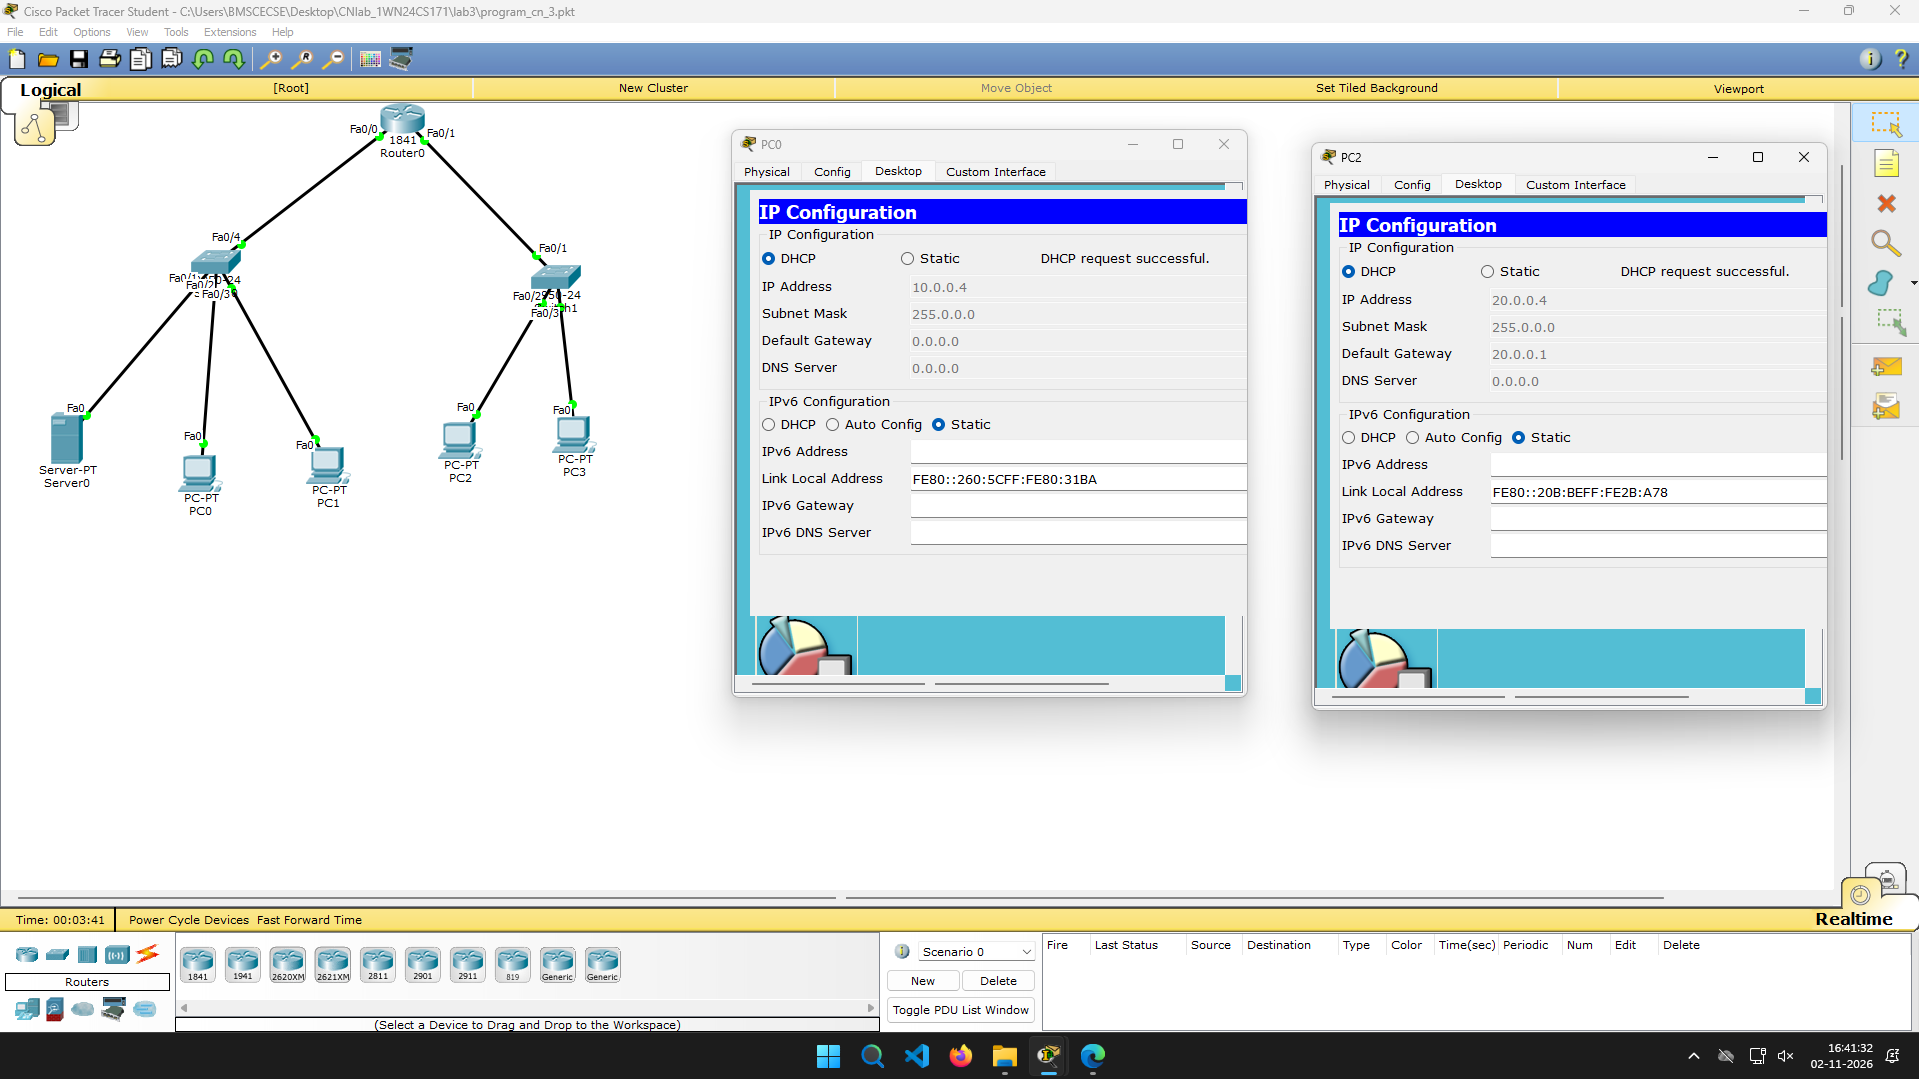 Cisco Packet Tracer Student - C:\Users\BMSCECSE\Desktop\CNlab_1WN24CS171\lab3\program_cn_3.pkt
File Edit Options View Tools Extensions Help
Logical [Root] New Cluster Move Object Set Tiled Background Viewport
Fa0/0 Fa0/1
1841
Router0
Fa0/4
Fa0/1
Fa0/2
Fa0/3
Fa0/1
Fa0/2 950-24
Fa0/3
Fa0
Server-PT
Server0
Fa0
PC-PT
PC0
Fa0
PC-PT
PC1
Fa0
PC-PT
PC2
Fa0
PC-PT
PC3
PC0
Physical Config Desktop Custom Interface
IP Configuration
IP Configuration
DHCP Static DHCP request successful.
IP Address 10.0.0.4
Subnet Mask 255.0.0.0
Default Gateway 0.0.0.0
DNS Server 0.0.0.0
IPv6 Configuration
DHCP Auto Config Static
IPv6 Address
Link Local Address FE80::260:5CFF:FE80:31BA
IPv6 Gateway
IPv6 DNS Server
PC2
Physical Config Desktop Custom Interface
IP Configuration
IP Configuration
DHCP Static DHCP request successful.
IP Address 20.0.0.4
Subnet Mask 255.0.0.0
Default Gateway 20.0.0.1
DNS Server 0.0.0.0
IPv6 Configuration
DHCP Auto Config Static
IPv6 Address
Link Local Address FE80::20B:BEFF:FE2B:A78
IPv6 Gateway
IPv6 DNS Server
Time: 00:03:41 Power Cycle Devices Fast Forward Time Realtime
Routers
1841 1941 2620XM 2621XM 2811 2901 2911 819 Generic Generic
(Select a Device to Drag and Drop to the Workspace)
Scenario 0
New Delete
Toggle PDU List Window
Fire Last Status Source Destination Type Color Time(sec) Periodic Num Edit Delete
16:41:32
02-11-2026